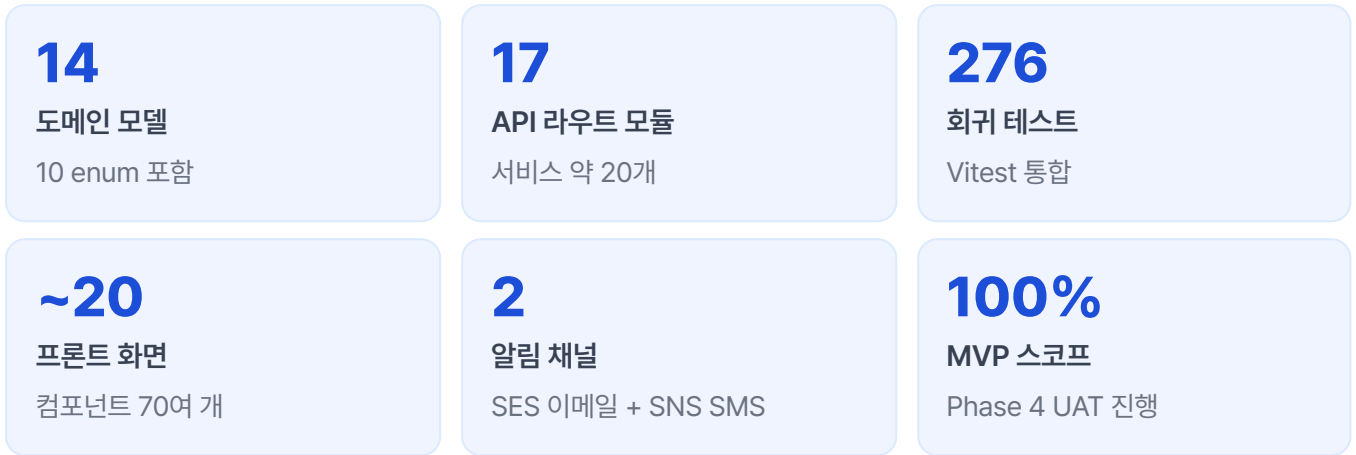 14
도메인 모델
10 enum 포함
17
API 라우트 모듈
서비스 약 20개
276
회귀 테스트
Vitest 통합
~20
프론트 화면
컴포넌트 70여 개
2
알림 채널
SES 이메일 + SNS SMS
100%
MVP 스코프
Phase 4 UAT 진행